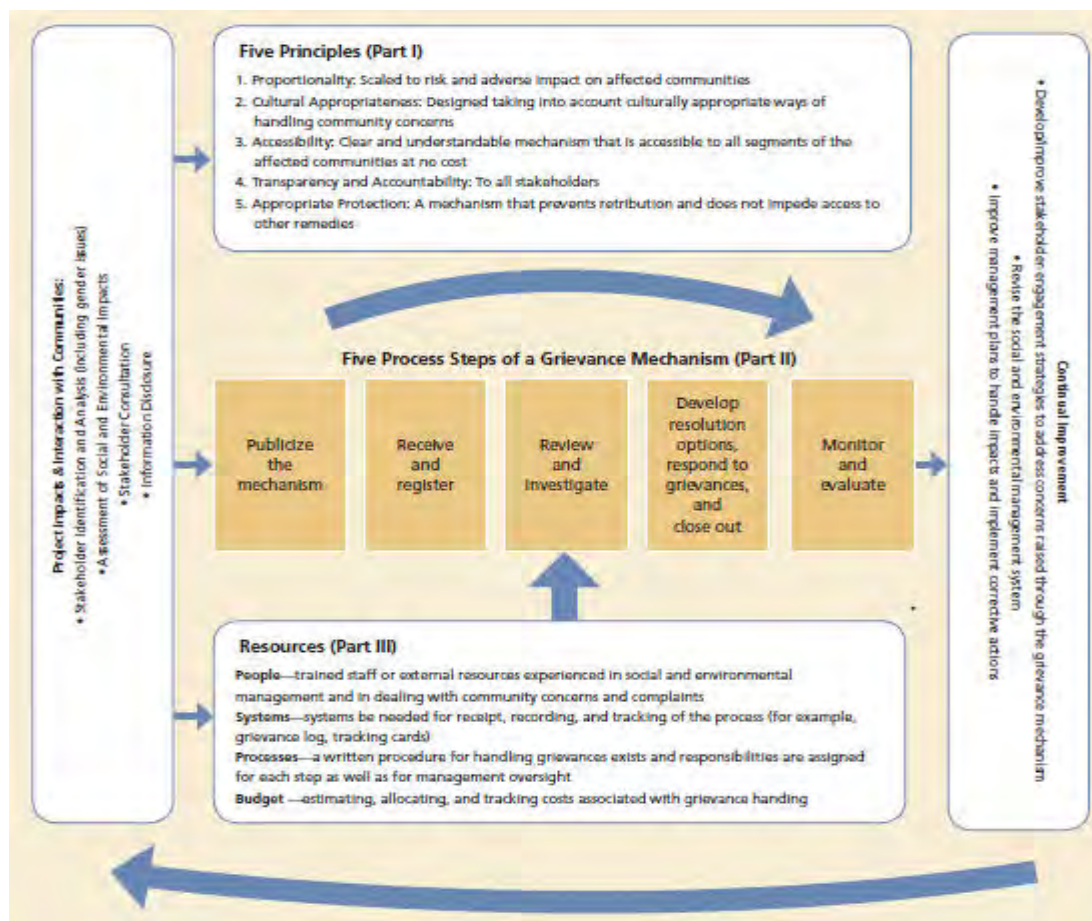 Project Impacts & Interaction with Communities:
• Stakeholder Identification and Analysis (including gender issues)
• Assessment of Social and Environmental Impacts
• Stakeholder Consultation
• Information Disclosure
Five Principles (Part I)
1. Proportionality: Scaled to risk and adverse impact on affected communities
2. Cultural Appropriateness: Designed taking into account culturally appropriate ways of
handling community concerns
3. Accessibility: Clear and understandable mechanism that is accessible to all segments of the
affected communities at no cost
4. Transparency and Accountability: To all stakeholders
5. Appropriate Protection: A mechanism that prevents retribution and does not impede access to
other remedies
Five Process Steps of a Grievance Mechanism (Part II)
Publicize
the
mechanism
Receive
and
register
Review
and
investigate
Develop
resolution
options,
respond to
grievances,
and
close out
Monitor
and
evaluate
Resources (Part III)
People—trained staff or external resources experienced in social and environmental
management and in dealing with community concerns and complaints
Systems—systems be needed for receipt, recording, and tracking of the process (for example,
grievance log, tracking cards)
Processes—a written procedure for handling grievances exists and responsibilities are assigned
for each step as well as for management oversight
Budget —estimating, allocating, and tracking costs associated with grievance handing
Continual Improvement
• Develop/improve stakeholder engagement strategies to address concerns raised through the grievance mechanism
• Revise the social and environmental management system
• Improve management plans to handle impacts and implement corrective actions